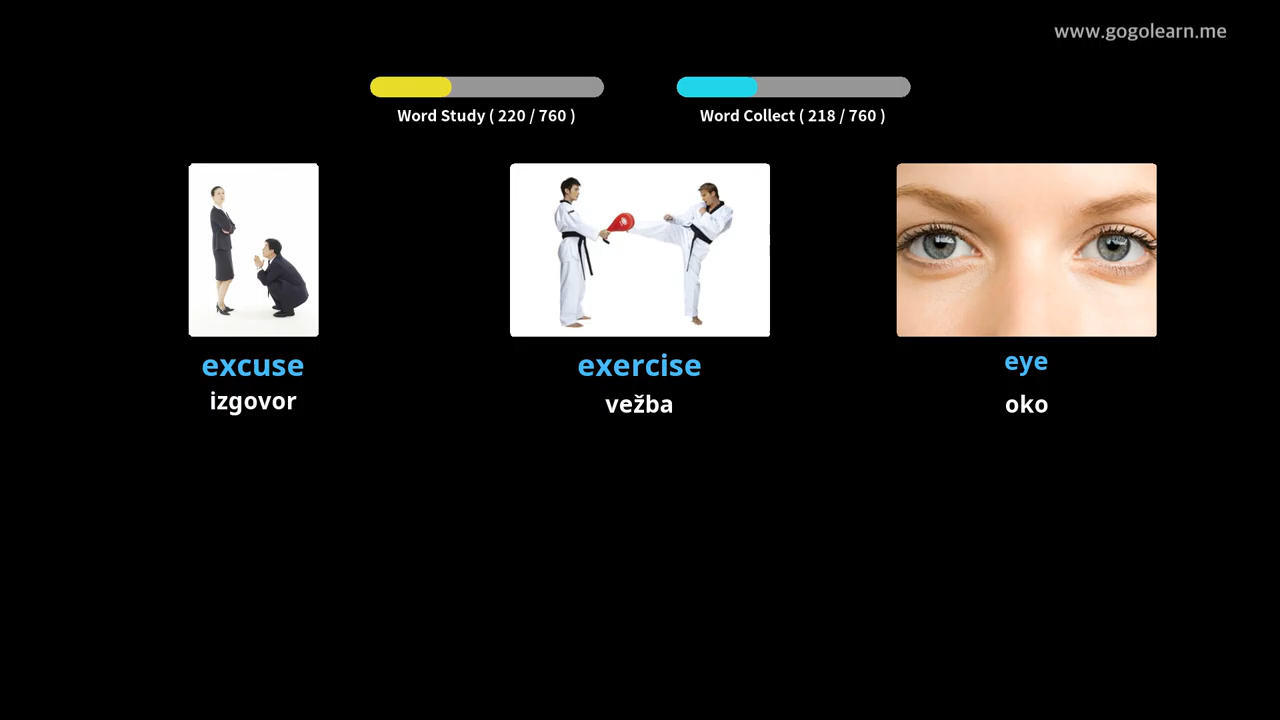 www.gogolearn.me
Word Study ( 220 / 760 )
Word Collect ( 218 / 760 )
excuse
izgovor
exercise
vežba
eye
oko